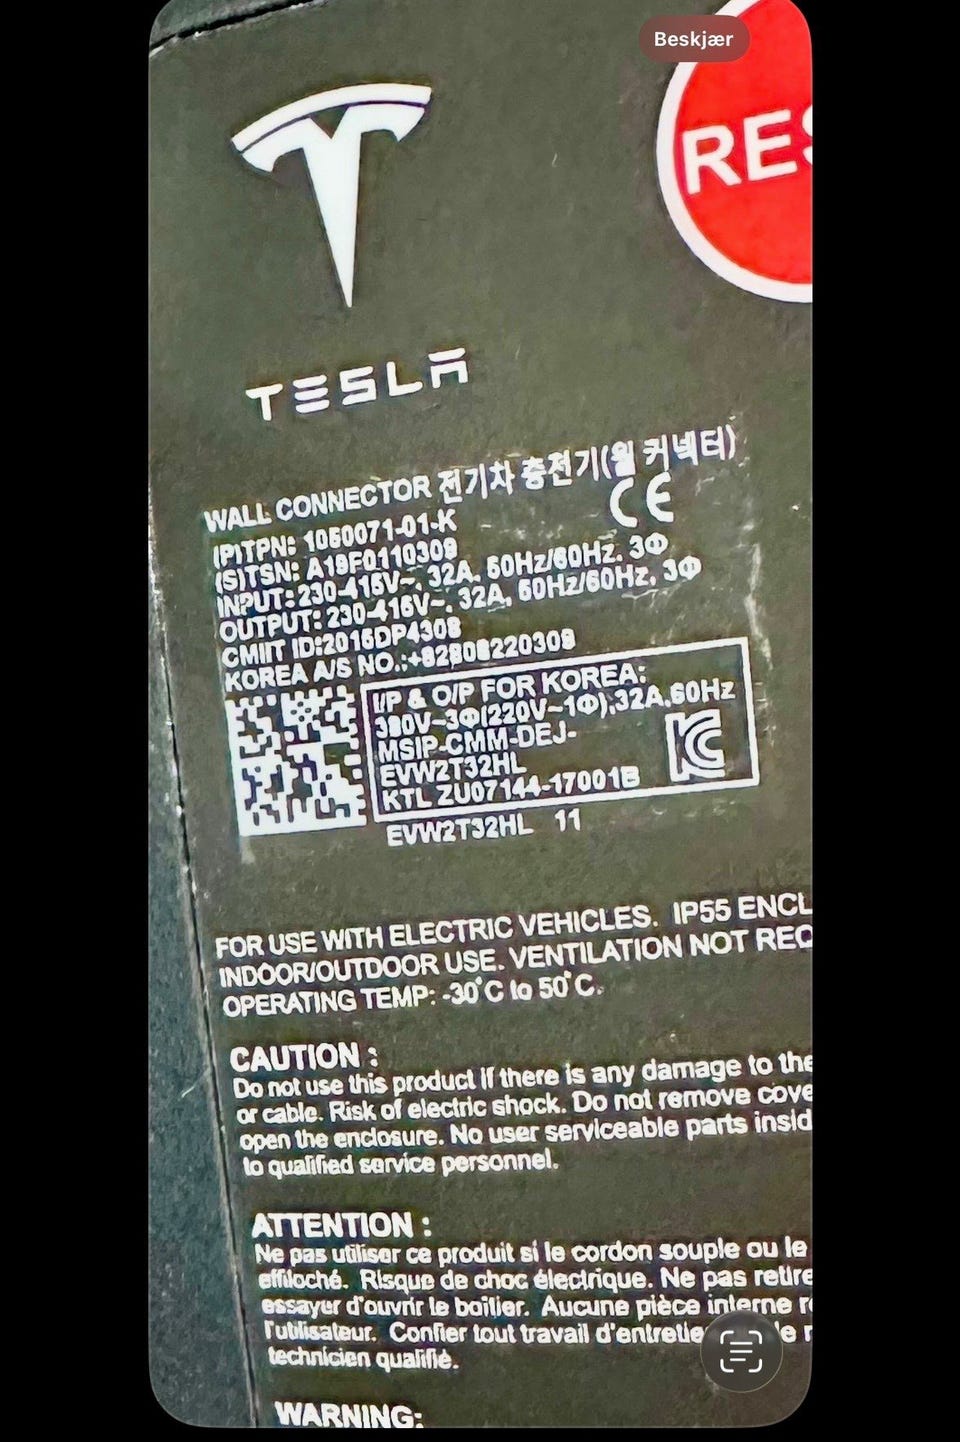 Beskjær
RES
TESLA
WALL CONNECTOR 전기차 충전기(월 커넥터)
(P)TPN: 1050071-01-K
CE
(S)TSN: A19F0110309
INPUT: 230-415V~, 32A, 50Hz/60Hz, 3Φ
OUTPUT: 230-415V~, 32A, 50Hz/60Hz, 3Φ
CMIIT ID:2016DP4308
KOREA A/S NO.:+82808220309
I/P & O/P FOR KOREA:
380V~3Φ(220V~1Φ),32A,60Hz
MSIP-CMM-DEJ-
EVW2T32HL
KTL ZU07144-17001B
EVW2T32HL 11
FOR USE WITH ELECTRIC VEHICLES. IP55 ENCL
INDOOR/OUTDOOR USE. VENTILATION NOT REQ
OPERATING TEMP: -30°C to 50°C.
CAUTION :
Do not use this product if there is any damage to the
or cable. Risk of electric shock. Do not remove cove
open the enclosure. No user serviceable parts insid
to qualified service personnel.
ATTENTION :
Ne pas utiliser ce produit si le cordon souple ou le
effiloché. Risque de choc électrique. Ne pas retire
essayer d'ouvrir le boîtier. Aucune pièce interne r
l'utilisateur. Confier tout travail d'entretie
technicien qualifié.
WARNING: